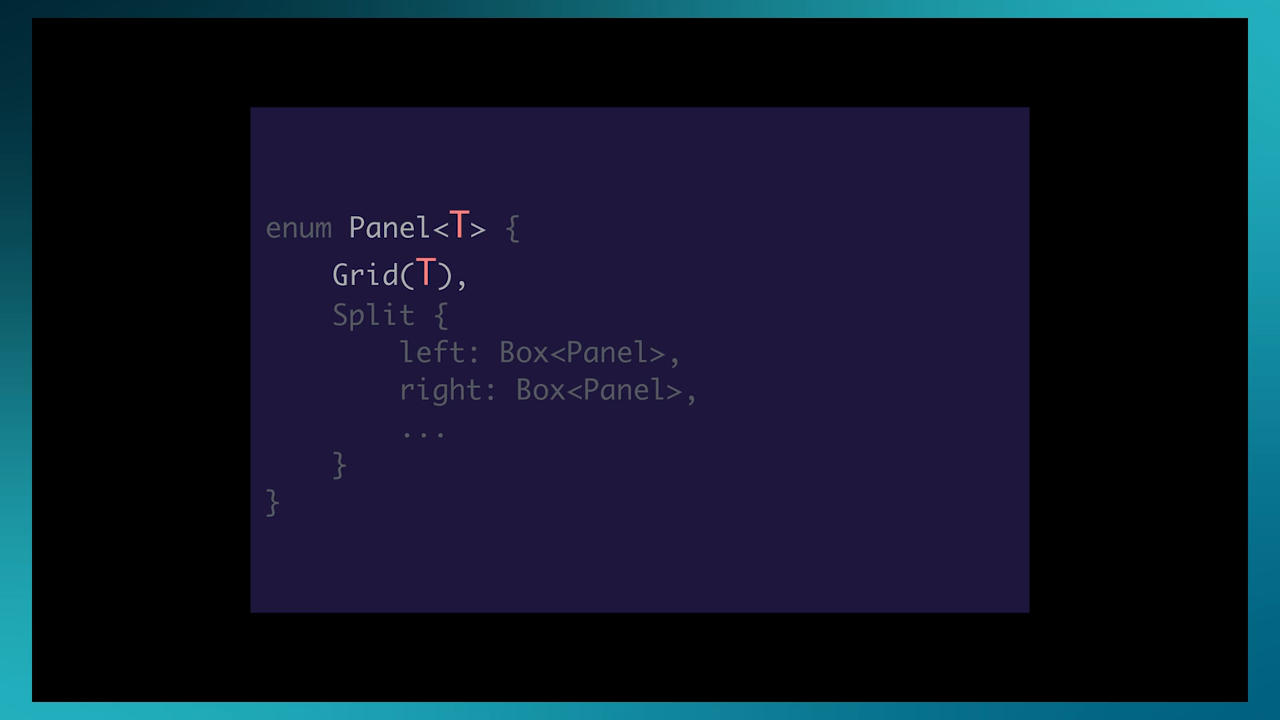 enum Panel<T> {
    Grid(T),
    Split {
        left: Box<Panel>,
        right: Box<Panel>,
        ...
    }
}